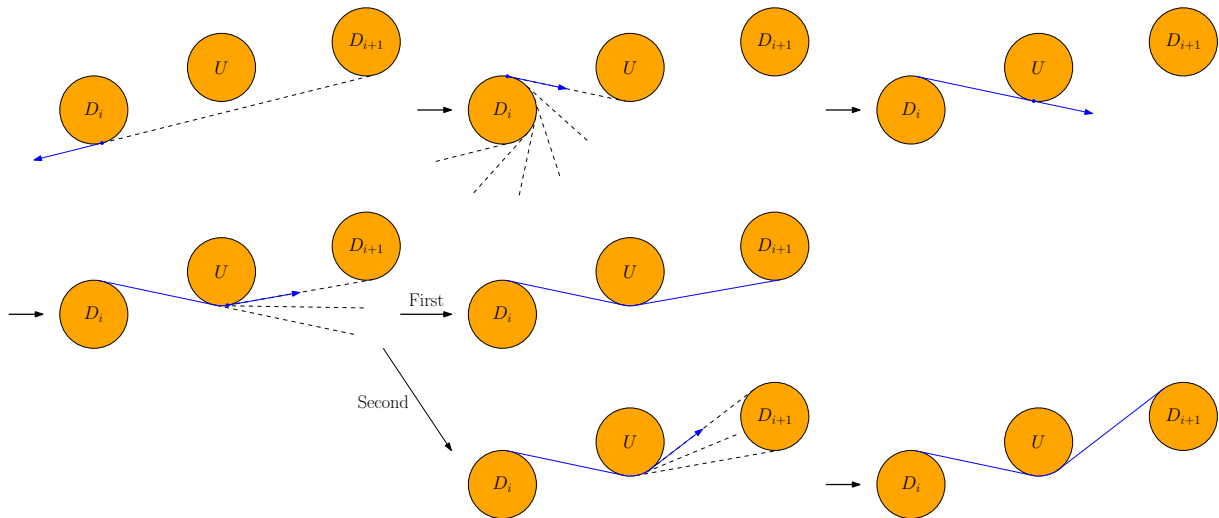 D_i U D_{i+1}
D_i U D_{i+1}
D_i U D_{i+1}
D_i U D_{i+1}
First
D_i U D_{i+1}
Second
D_i U D_{i+1}
D_i U D_{i+1}